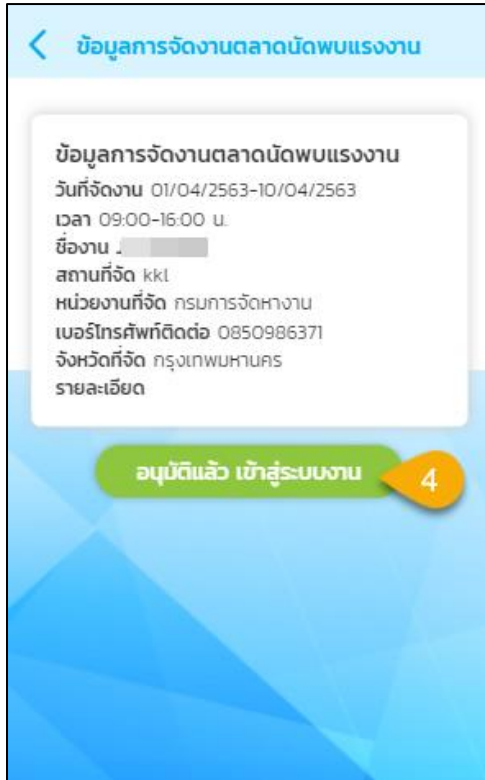 ข้อมูลการจัดงานตลาดนัดพบแรงงาน
ข้อมูลการจัดงานตลาดนัดพบแรงงาน
วันที่จัดงาน 01/04/2563-10/04/2563
เวลา 09:00-16:00 น.
ชื่องาน
สถานที่จัด kkl
หน่วยงานที่จัด กรมการจัดหางาน
เบอร์โทรศัพท์ติดต่อ 0850986371
จังหวัดที่จัด กรุงเทพมหานคร
รายละเอียด
อนุมัติแล้ว เข้าสู่ระบบงาน
4